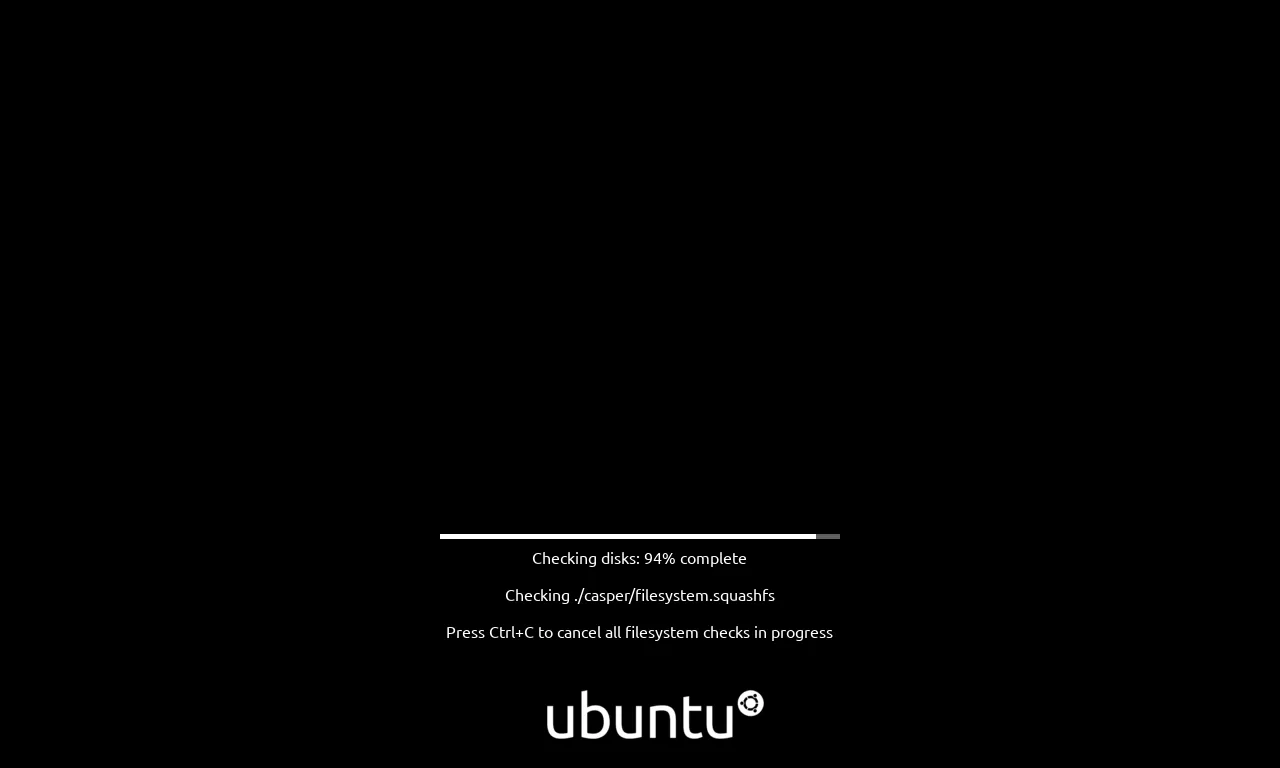 Checking disks: 94% complete
Checking ./casper/filesystem.squashfs
Press Ctrl+C to cancel all filesystem checks in progress
ubuntu